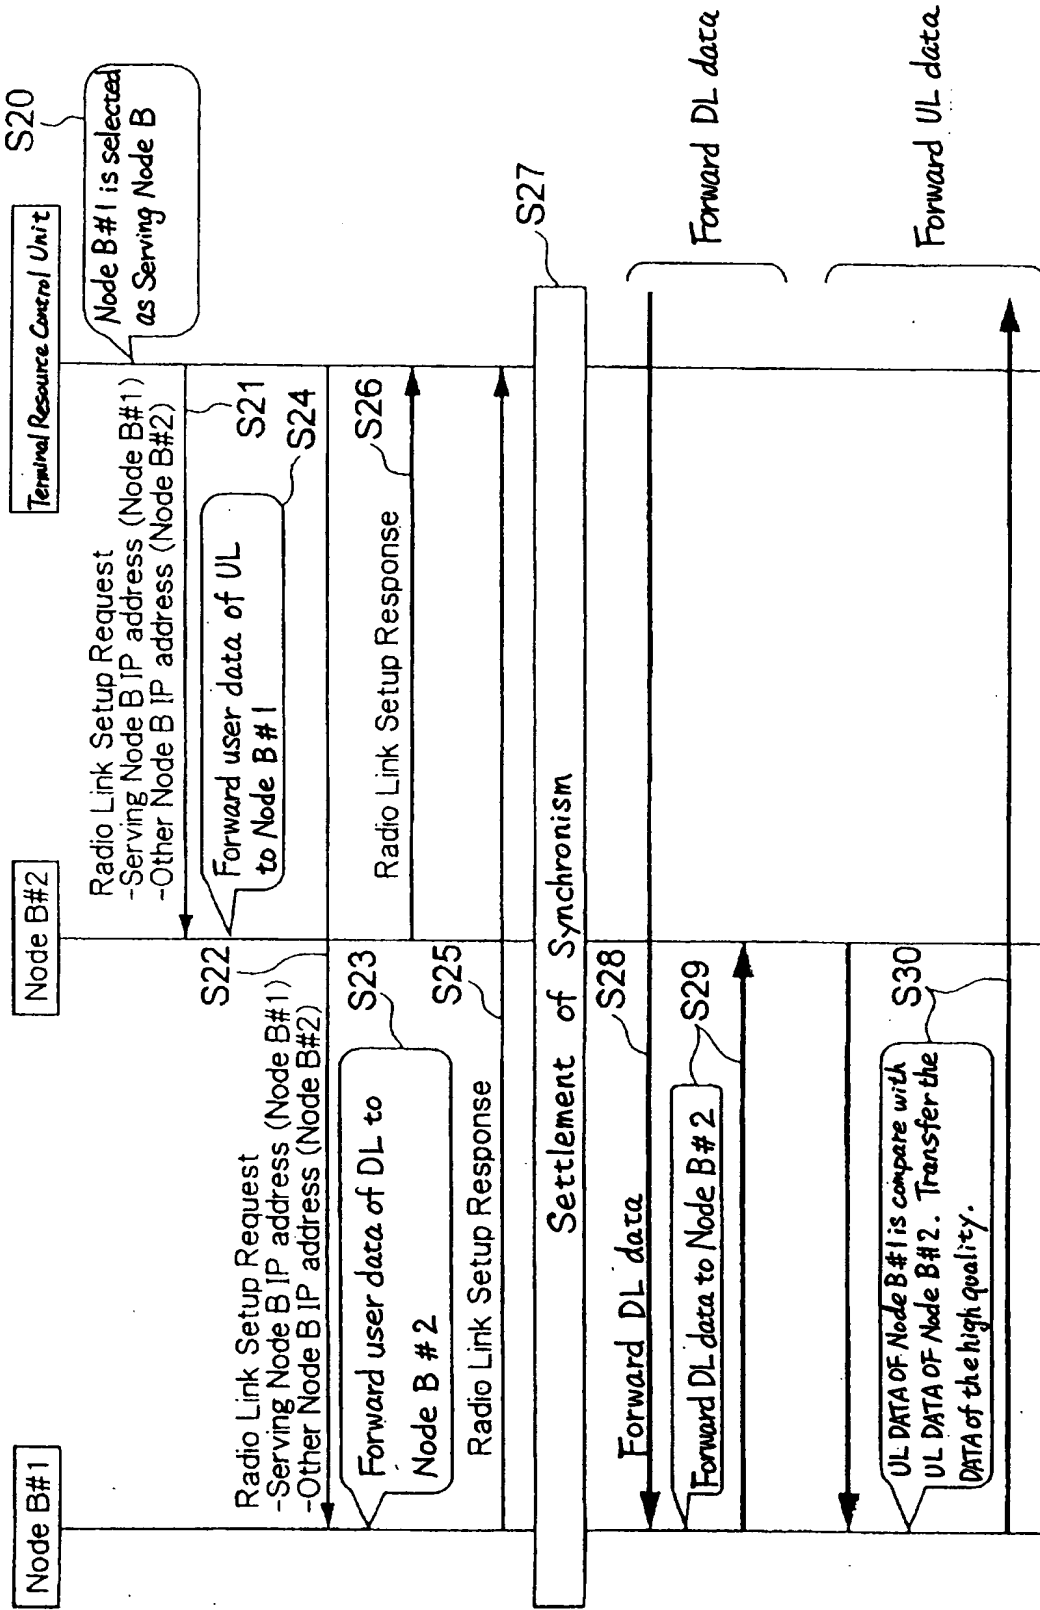 Node B#1
Node B#2
Terminal Resource Control Unit
S20
Node B#1 is selected
as Serving Node B
Radio Link Setup Request
-Serving Node B IP address (Node B#1)
-Other Node B IP address (Node B#2)
S21
Forward user data of UL
to Node B#1
S24
S22
Radio Link Setup Request
-Serving Node B IP address (Node B#1)
-Other Node B IP address (Node B#2)
S23
Forward user data of DL to
Node B #2
Radio Link Setup Response
S26
Radio Link Setup Response
S25
Settlement of Synchronism
S27
Forward DL data
S28
Forward DL data
Forward DL data to Node B#2
S29
Forward UL data
UL DATA OF Node B#1 is compare with
UL DATA OF Node B#2. Transfer the
DATA of the high quality.
S30